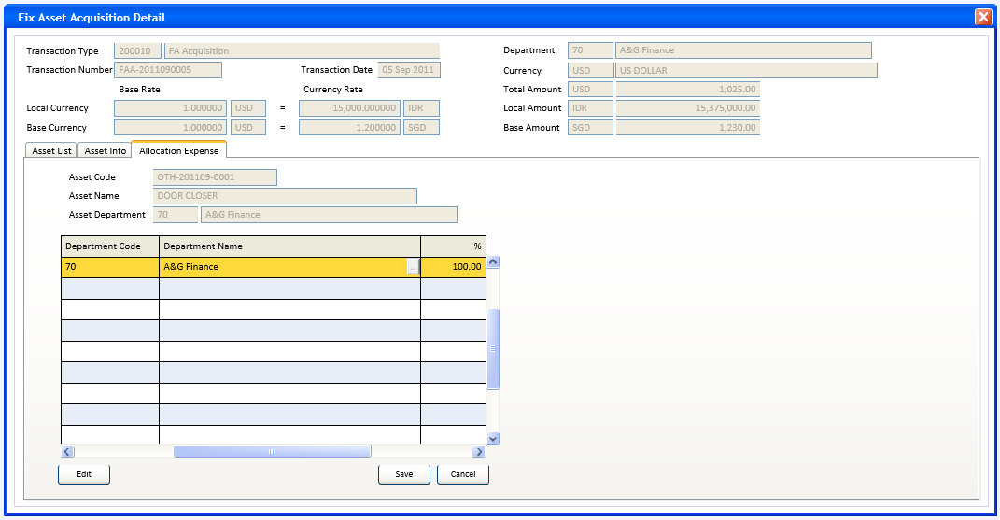 Fix Asset Acquisition Detail
Transaction Type 200010 FA Acquisition Department 70 A&G Finance
Transaction Number FAA-2011090005 Transaction Date 05 Sep 2011 Currency USD US DOLLAR
Base Rate Currency Rate Total Amount USD 1,025.00
Local Currency 1.000000 USD = 15,000.000000 IDR Local Amount IDR 15,375,000.00
Base Currency 1.000000 USD = 1.200000 SGD Base Amount SGD 1,230.00
Asset List Asset Info Allocation Expense
Asset Code OTH-201109-0001
Asset Name DOOR CLOSER
Asset Department 70 A&G Finance
Department Code Department Name %
70 A&G Finance ... 100.00
Edit Save Cancel